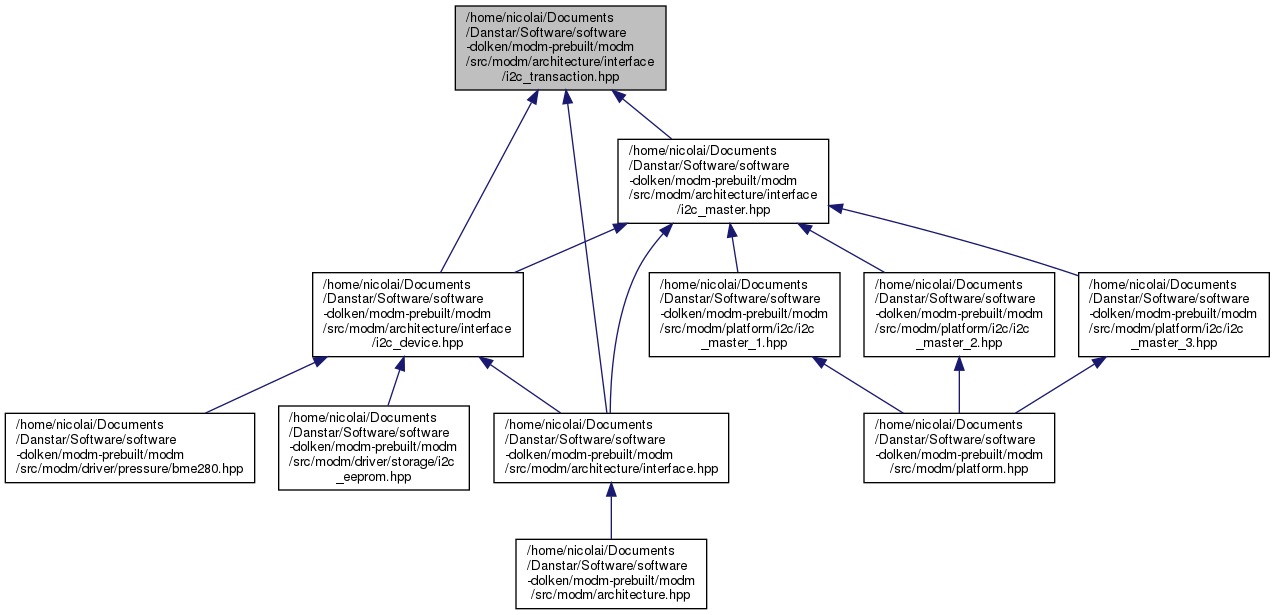 /home/nicolai/Documents
/Danstar/Software/software
-dolken/modm-prebuilt/modm
/src/modm/architecture/interface
/i2c_transaction.hpp
/home/nicolai/Documents
/Danstar/Software/software
-dolken/modm-prebuilt/modm
/src/modm/architecture/interface
/i2c_master.hpp
/home/nicolai/Documents
/Danstar/Software/software
-dolken/modm-prebuilt/modm
/src/modm/architecture/interface
/i2c_device.hpp
/home/nicolai/Documents
/Danstar/Software/software
-dolken/modm-prebuilt/modm
/src/modm/platform/i2c/i2c
_master_1.hpp
/home/nicolai/Documents
/Danstar/Software/software
-dolken/modm-prebuilt/modm
/src/modm/platform/i2c/i2c
_master_2.hpp
/home/nicolai/Documents
/Danstar/Software/software
-dolken/modm-prebuilt/modm
/src/modm/platform/i2c/i2c
_master_3.hpp
/home/nicolai/Documents
/Danstar/Software/software
-dolken/modm-prebuilt/modm
/src/modm/driver/pressure/bme280.hpp
/home/nicolai/Documents
/Danstar/Software/software
-dolken/modm-prebuilt/modm
/src/modm/driver/storage/i2c
_eeprom.hpp
/home/nicolai/Documents
/Danstar/Software/software
-dolken/modm-prebuilt/modm
/src/modm/architecture/interface.hpp
/home/nicolai/Documents
/Danstar/Software/software
-dolken/modm-prebuilt/modm
/src/modm/platform.hpp
/home/nicolai/Documents
/Danstar/Software/software
-dolken/modm-prebuilt/modm
/src/modm/architecture.hpp